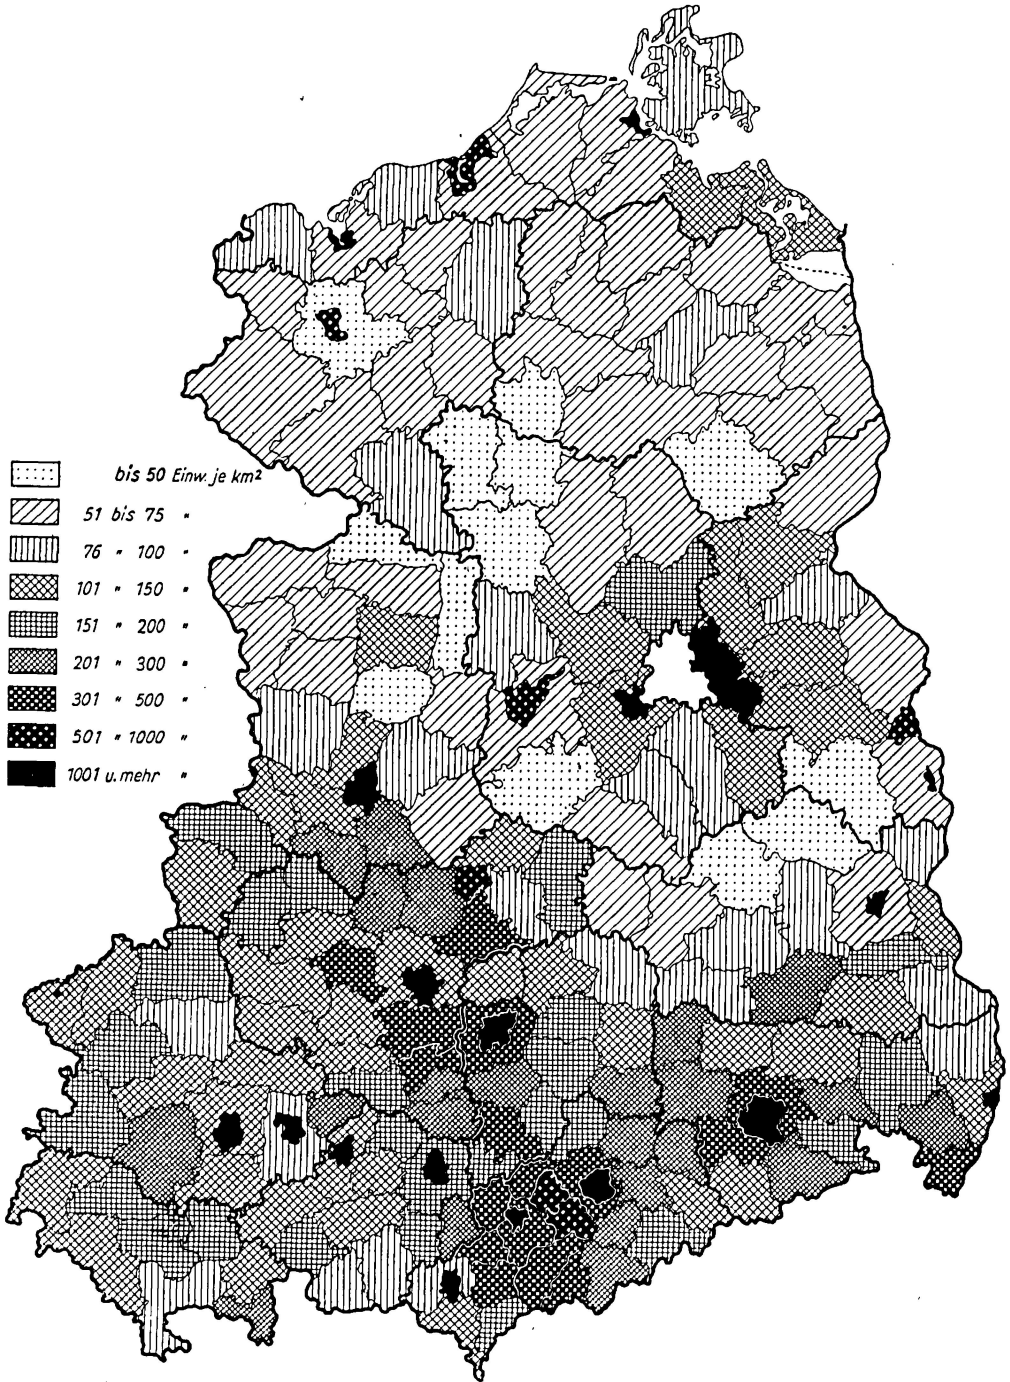 bis 50 Einw. je km²
51 bis 75 "
76 " 100 "
101 " 150 "
151 " 200 "
201 " 300 "
301 " 500 "
501 " 1000 "
1001 u. mehr "